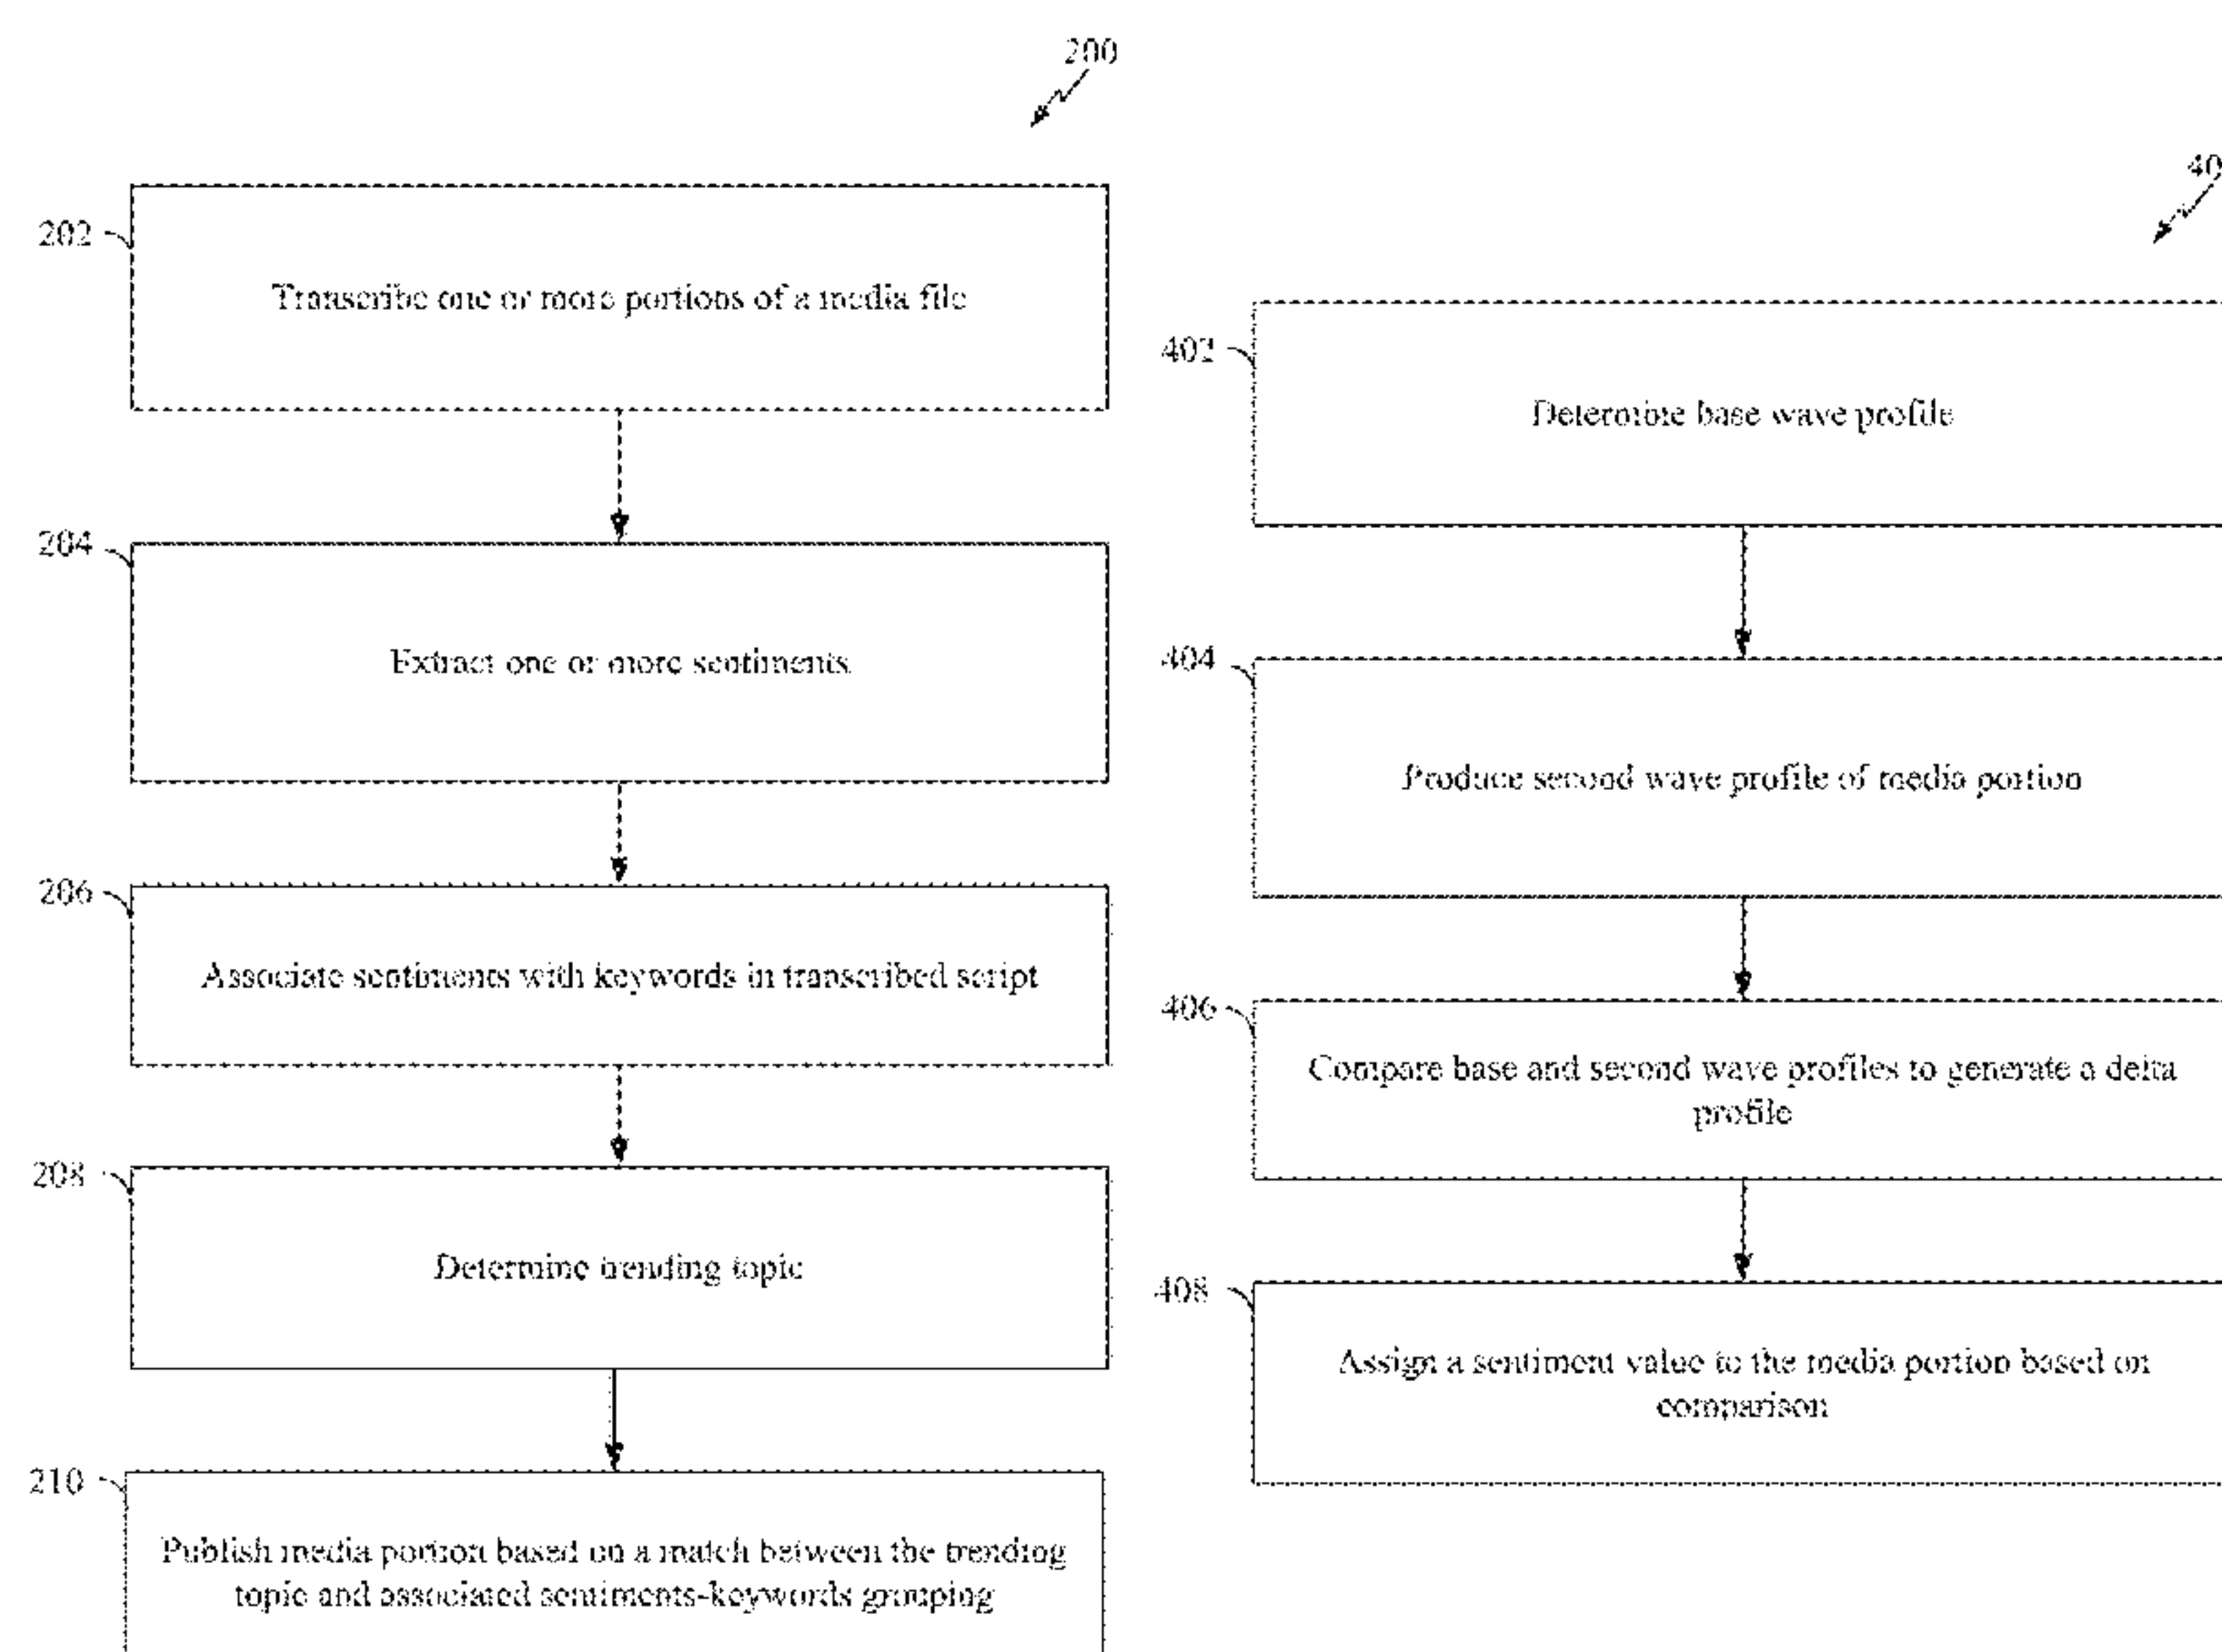 200
202
Transcribe one or more portions of a media file
204
Extract one or more sentiments
206
Associate sentiments with keywords in transcribed script
208
Determine trending topic
210
Publish media portion based on a match between the trending
topic and associated sentiments-keywords grouping
40
402
Determine base wave profile
404
Produce second wave profile of media portion
406
Compare base and second wave profiles to generate a delta
profile
408
Assign a sentiment value to the media portion based on
comparison